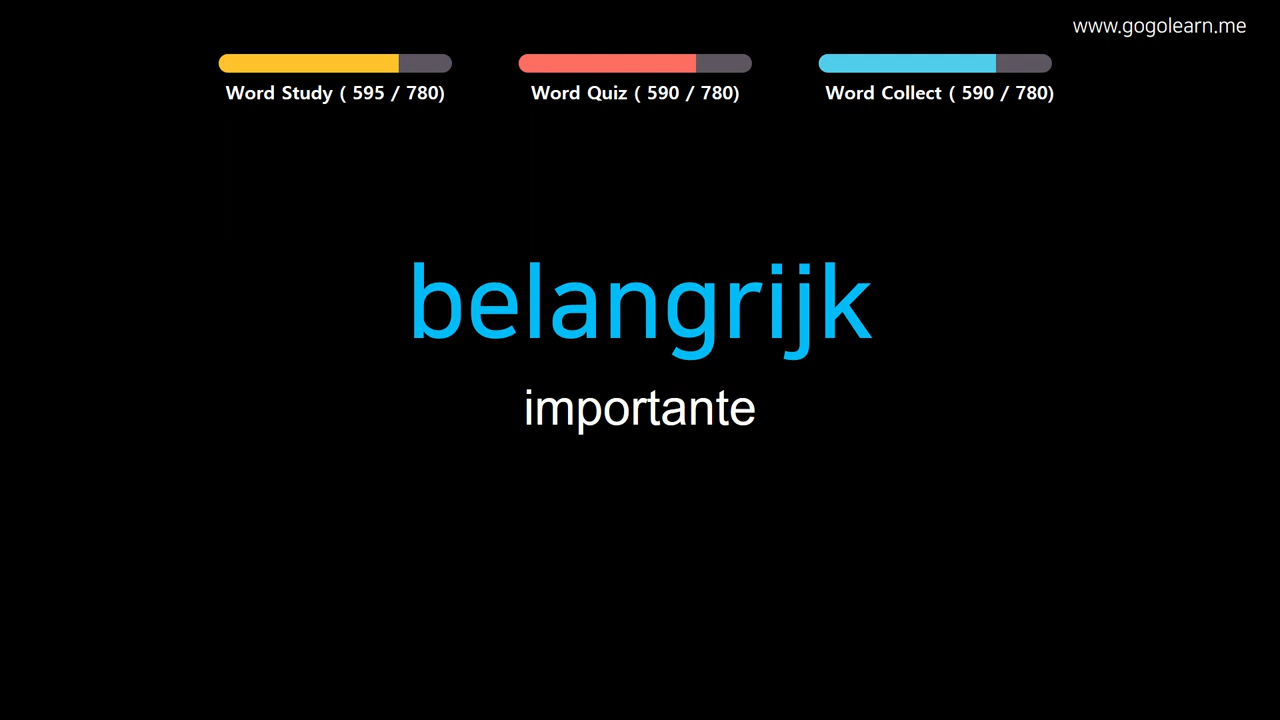 www.gogolearn.me
Word Study ( 595 / 780)
Word Quiz ( 590 / 780)
Word Collect ( 590 / 780)
belangrijk
importante